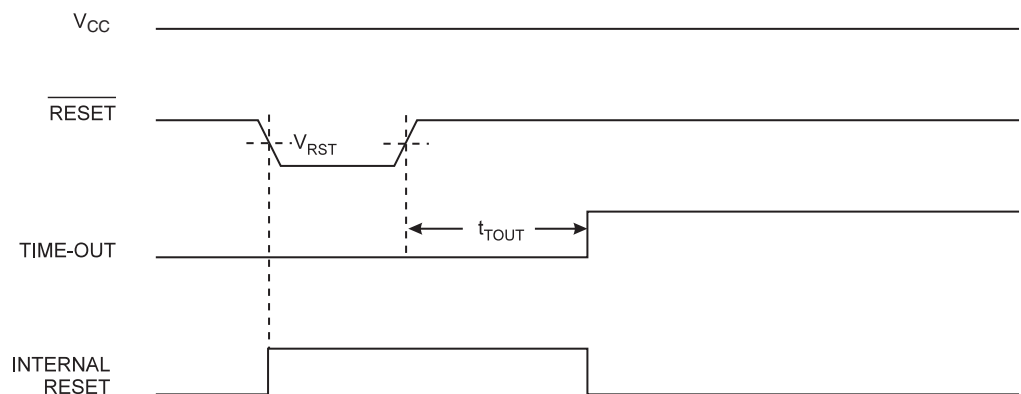 VCC
RESET
VRST
tTOUT
TIME-OUT
INTERNAL
RESET